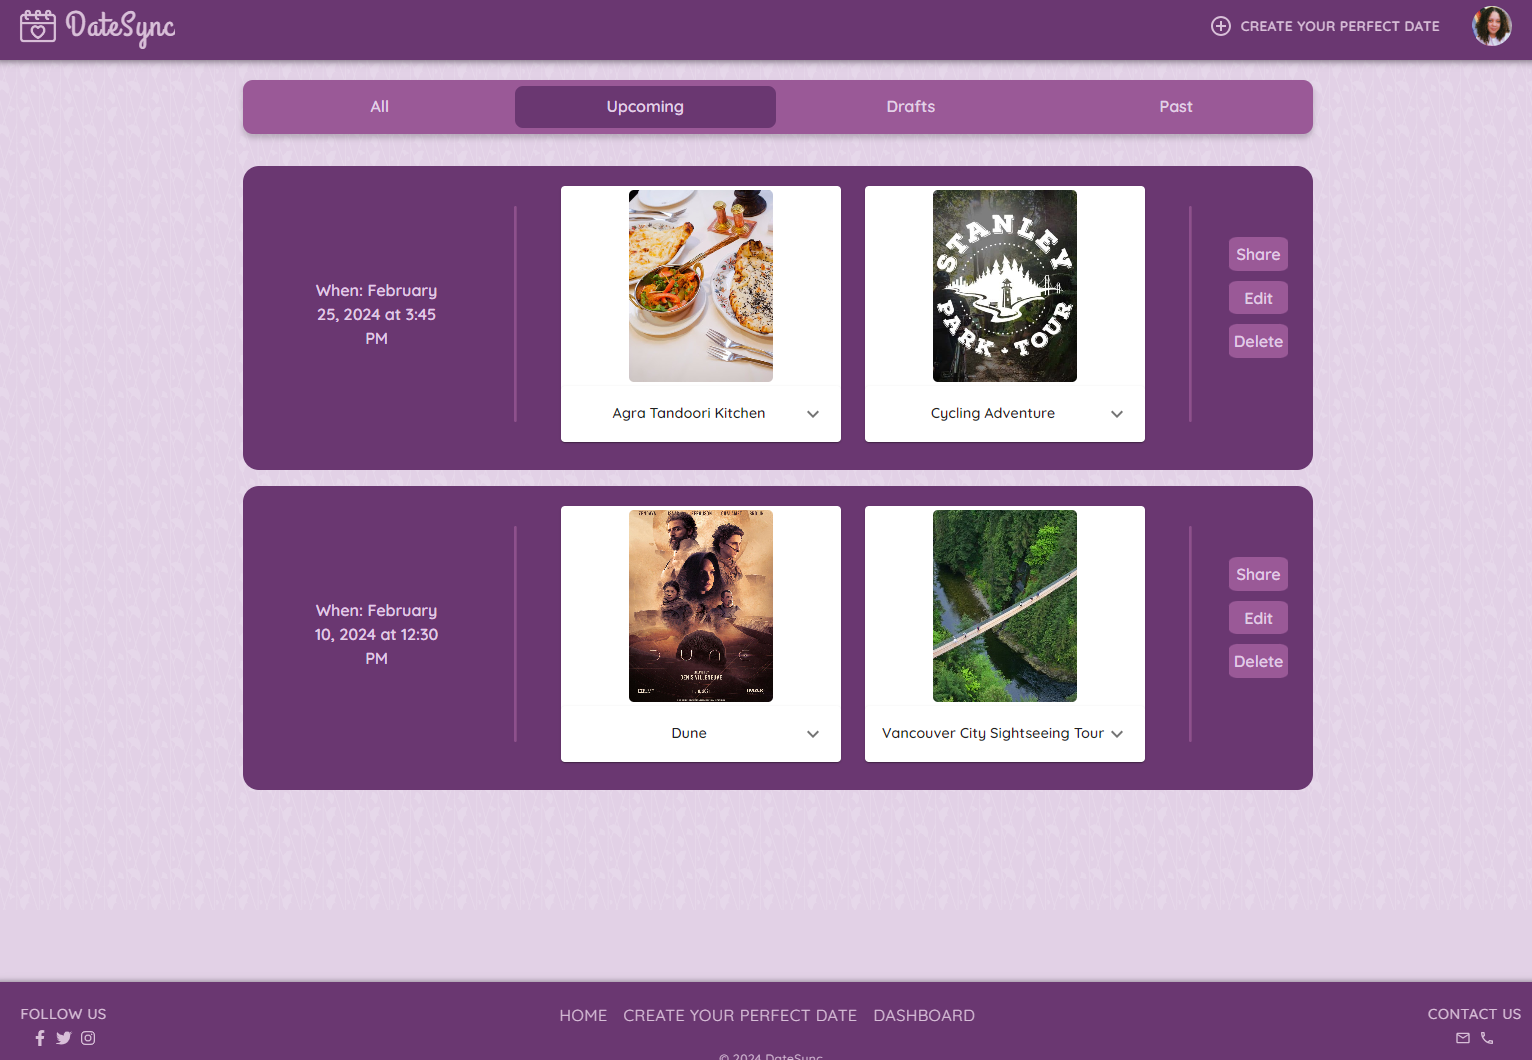 DateSync
CREATE YOUR PERFECT DATE
All
Upcoming
Drafts
Past
When: February
25, 2024 at 3:45
PM
STANLEY
PARK • TOUR
Agra Tandoori Kitchen
Cycling Adventure
Share
Edit
Delete
When: February
10, 2024 at 12:30
PM
DUNE
DENIS VILLENEUVE
IMAX
Dune
Vancouver City Sightseeing Tour
Share
Edit
Delete
FOLLOW US
HOME
CREATE YOUR PERFECT DATE
DASHBOARD
CONTACT US
© 2024 DateSync